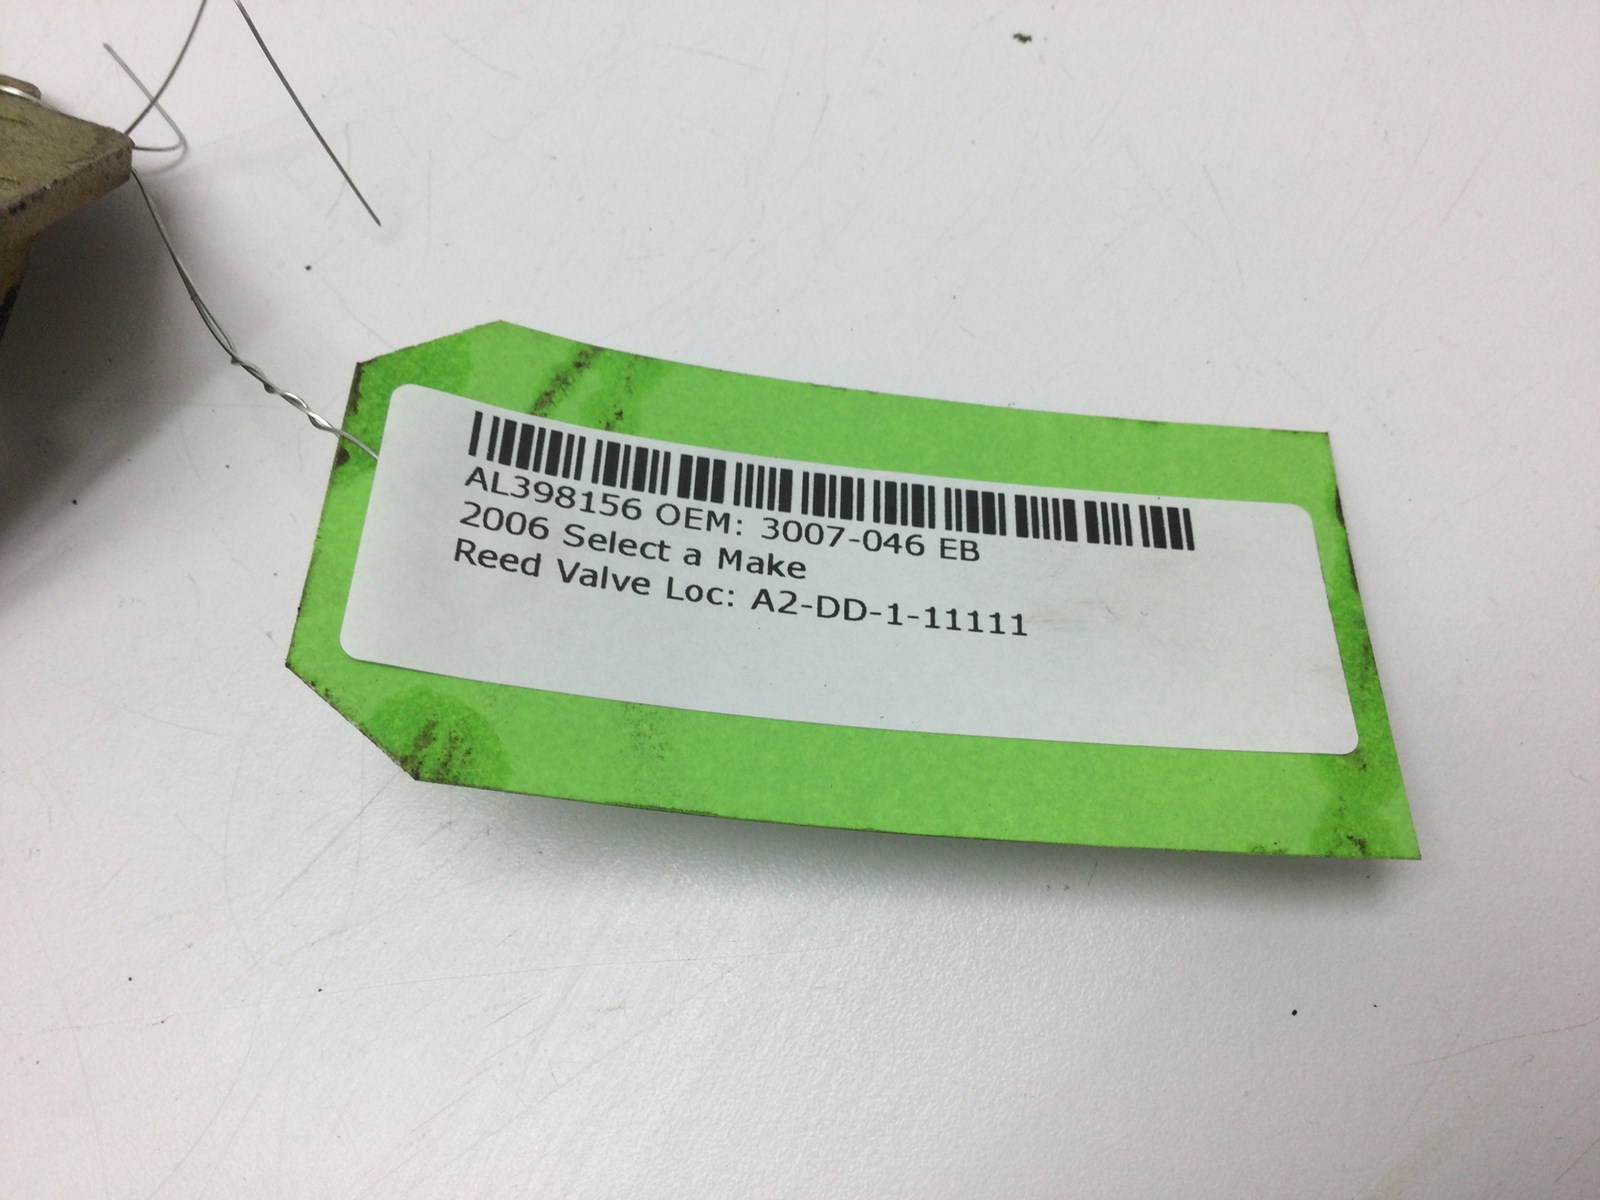 AL398156 OEM: 3007-046 EB
2006 Select a Make
Reed Valve Loc: A2-DD-1-11111